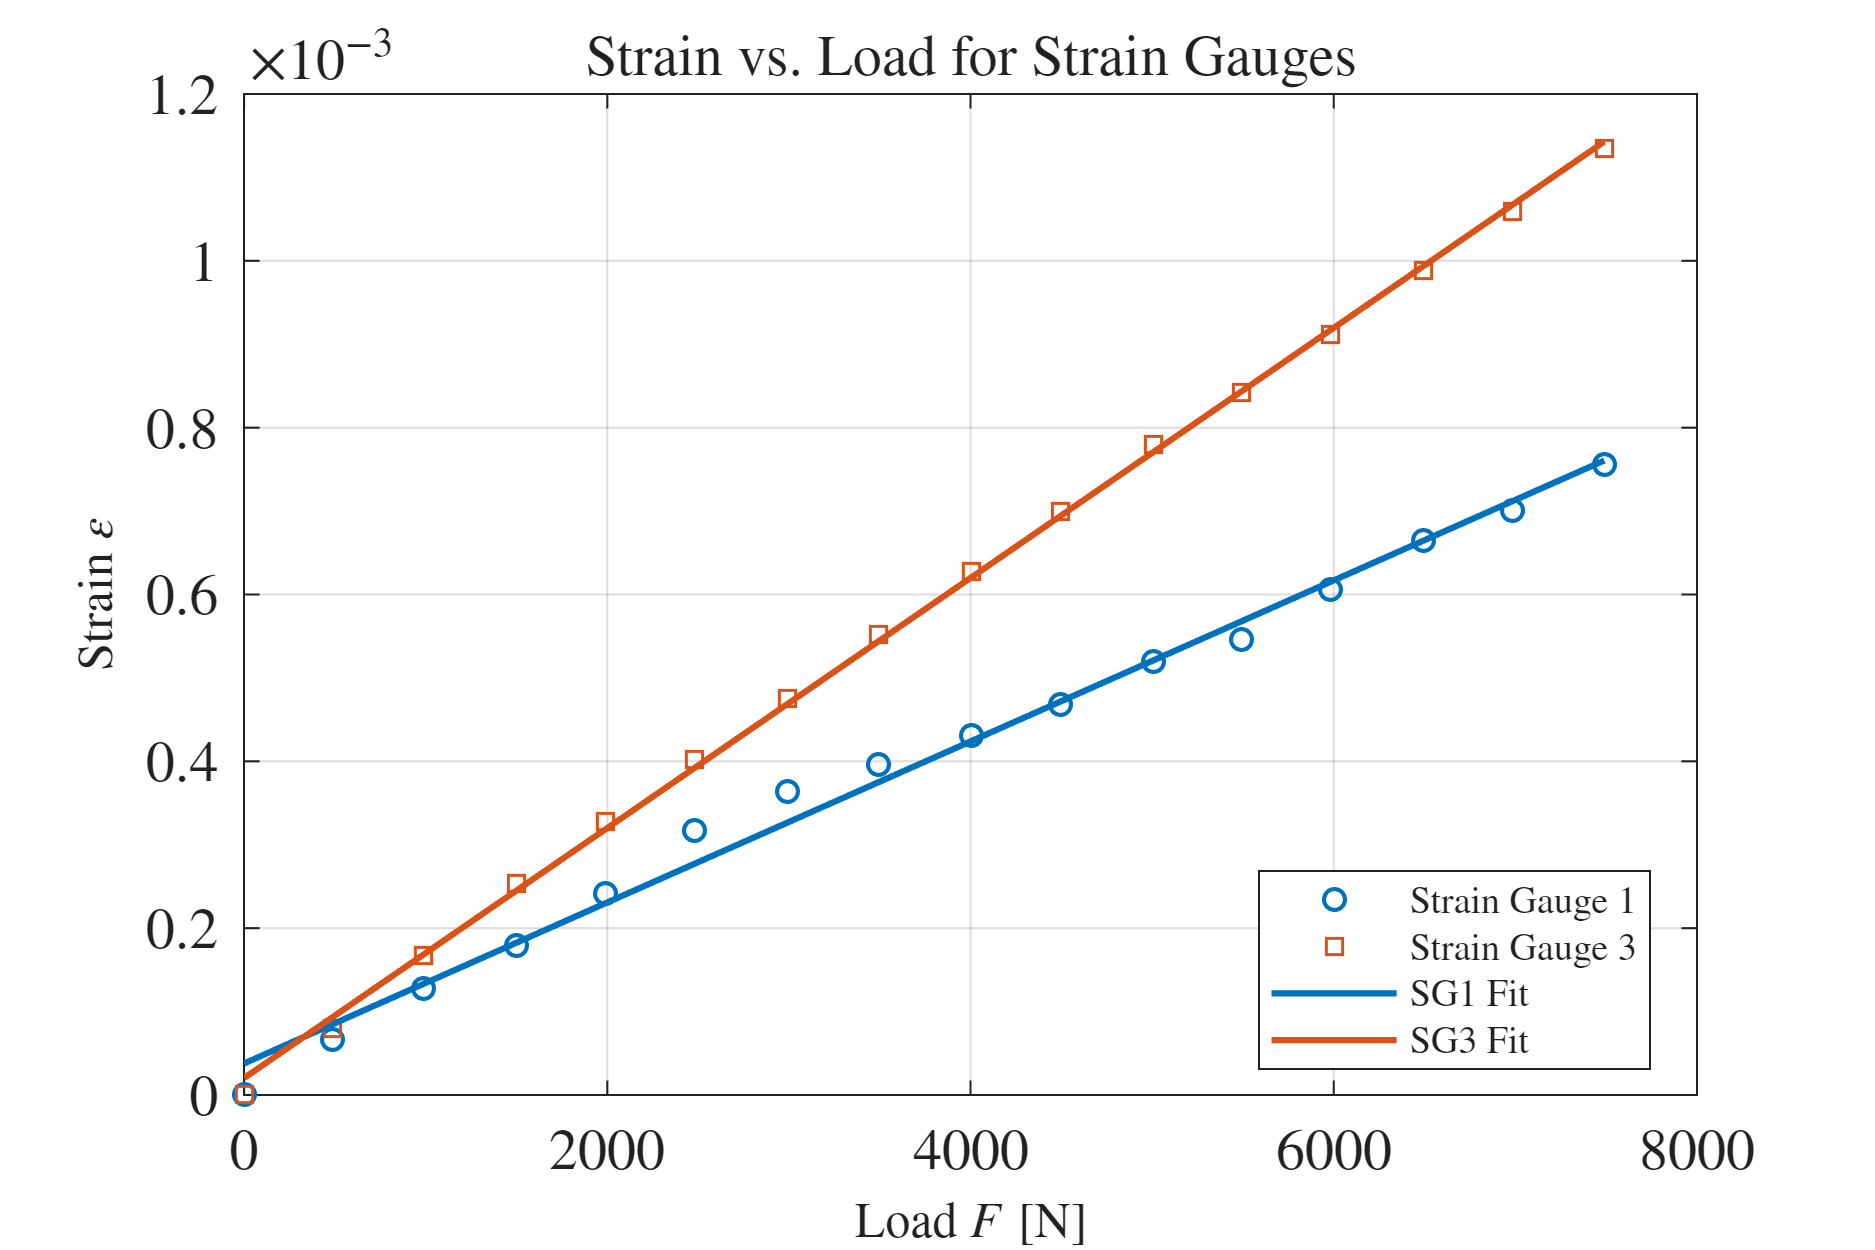 ×10⁻³
Strain vs. Load for Strain Gauges
1.2
1
0.8
0.6
0.4
0.2
0
Strain ε
0 2000 4000 6000 8000
Load F [N]
Strain Gauge 1
Strain Gauge 3
SG1 Fit
SG3 Fit